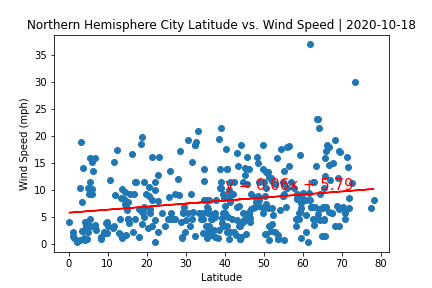 Northern Hemisphere City Latitude vs. Wind Speed | 2020-10-18
35
30
25
20
15
10
5
0
Wind Speed (mph)
y = 0.06x + 5.79
0 10 20 30 40 50 60 70 80
Latitude